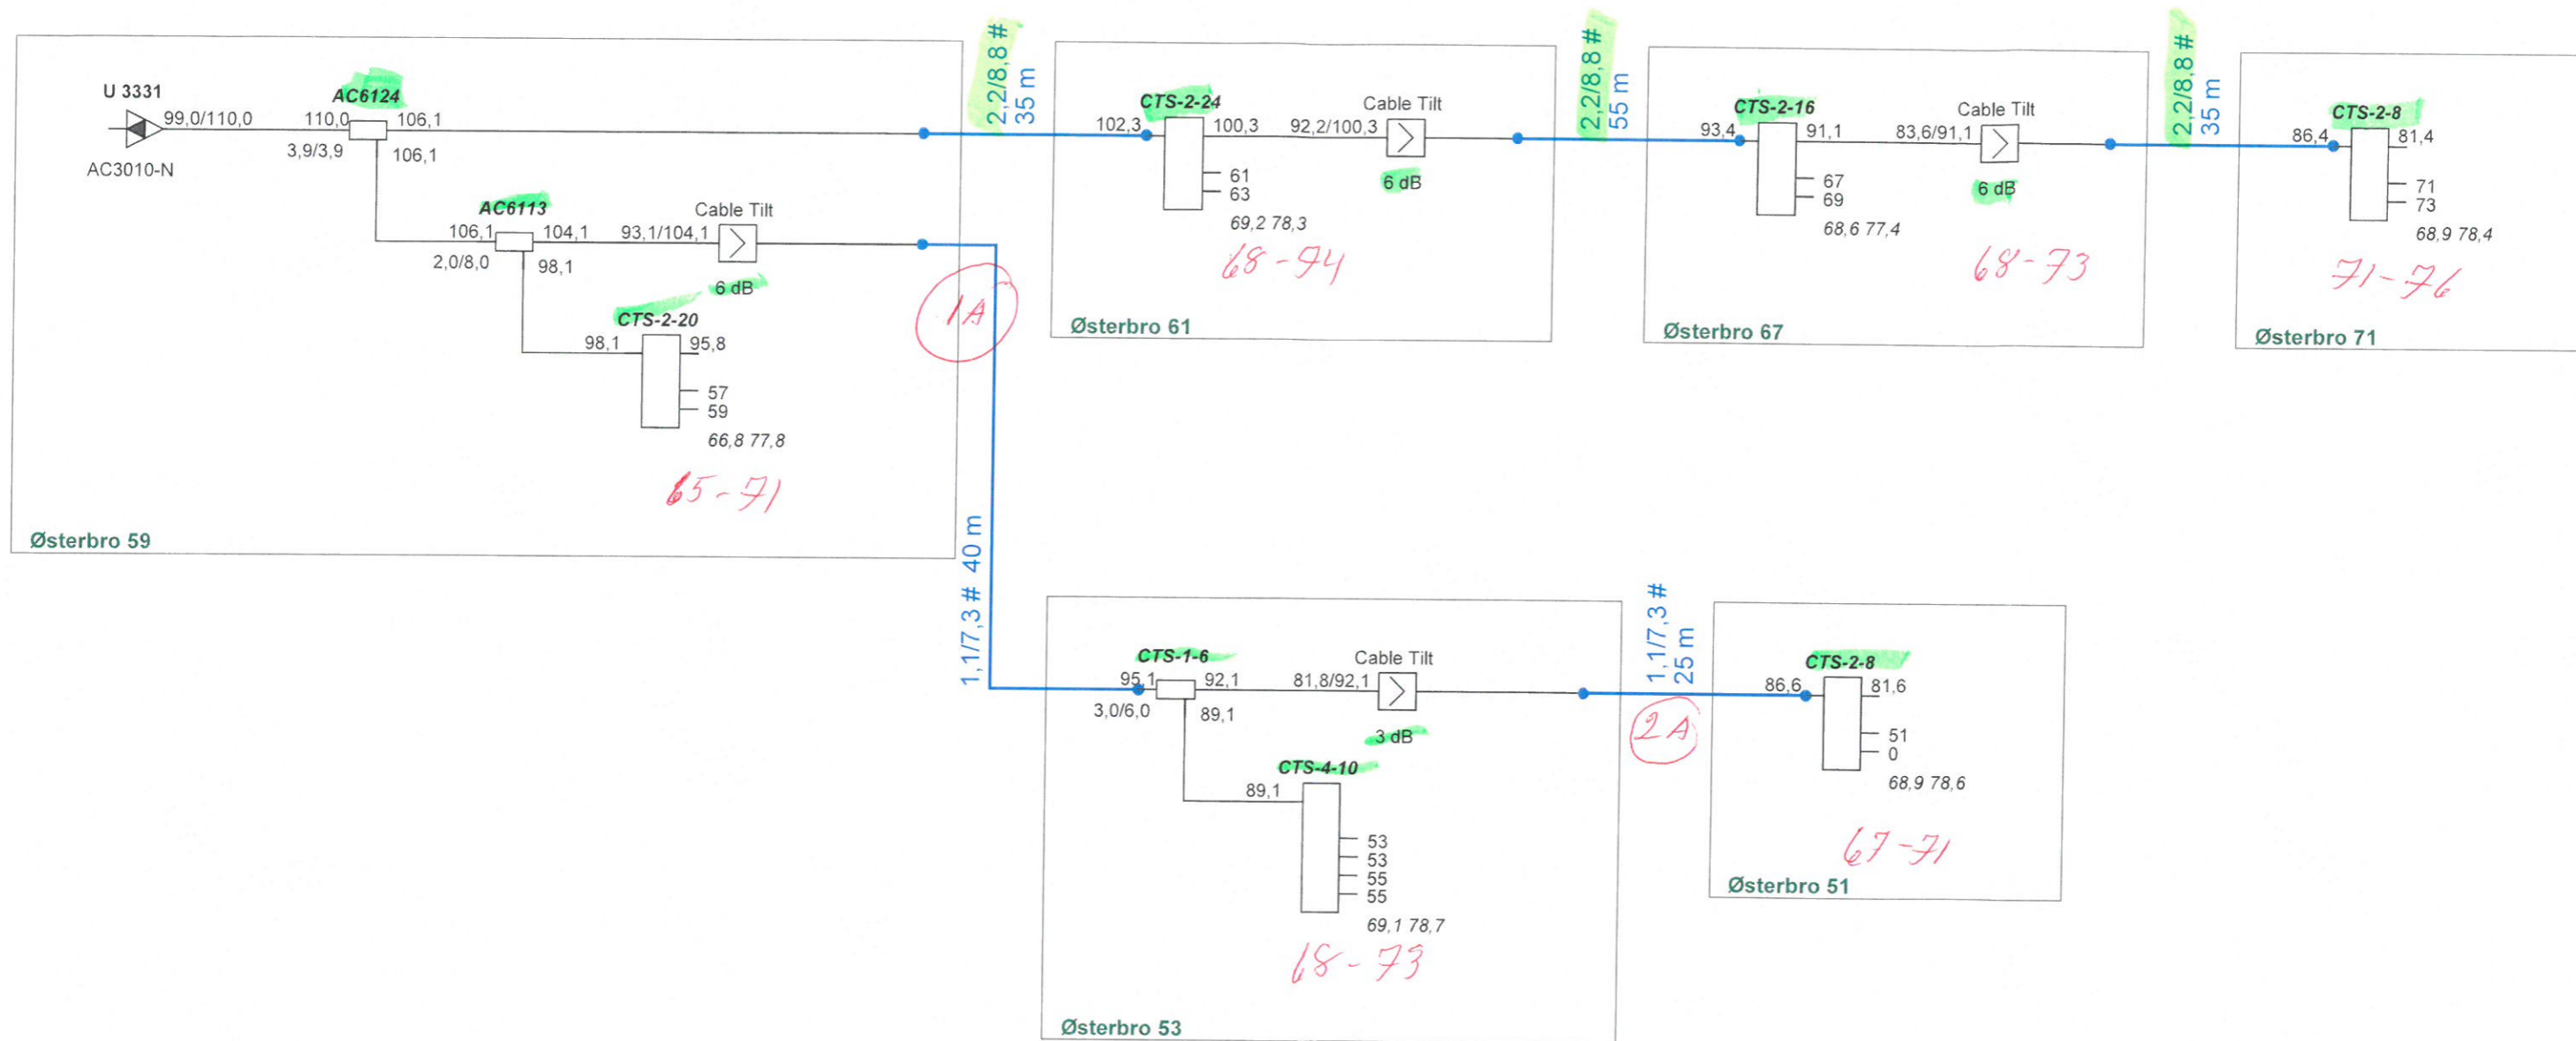 U 3331
99,0/110,0
AC3010-N
AC6124
110,0
106,1
3,9/3,9
106,1
AC6113
106,1
104,1
2,0/8,0
98,1
93,1/104,1
Cable Tilt
6 dB
CTS-2-20
98,1
95,8
57
59
66,8 77,8
65-71
Østerbro 59
1A
2,2/8,8 #
35 m
CTS-2-24
102,3
100,3
61
63
69,2 78,3
68-74
92,2/100,3
Cable Tilt
6 dB
Østerbro 61
2,2/8,8 #
55 m
CTS-2-16
93,4
91,1
67
69
68,6 77,4
83,6/91,1
Cable Tilt
6 dB
68-73
Østerbro 67
2,2/8,8 #
35 m
CTS-2-8
86,4
81,4
71
73
68,9 78,4
71-76
Østerbro 71
1,1/7,3 # 40 m
CTS-1-6
95,1
92,1
3,0/6,0
89,1
81,8/92,1
Cable Tilt
3 dB
CTS-4-10
89,1
53
53
55
55
69,1 78,7
68-73
Østerbro 53
1,1/7,3 #
25 m
2A
CTS-2-8
86,6
81,6
51
0
68,9 78,6
67-71
Østerbro 51